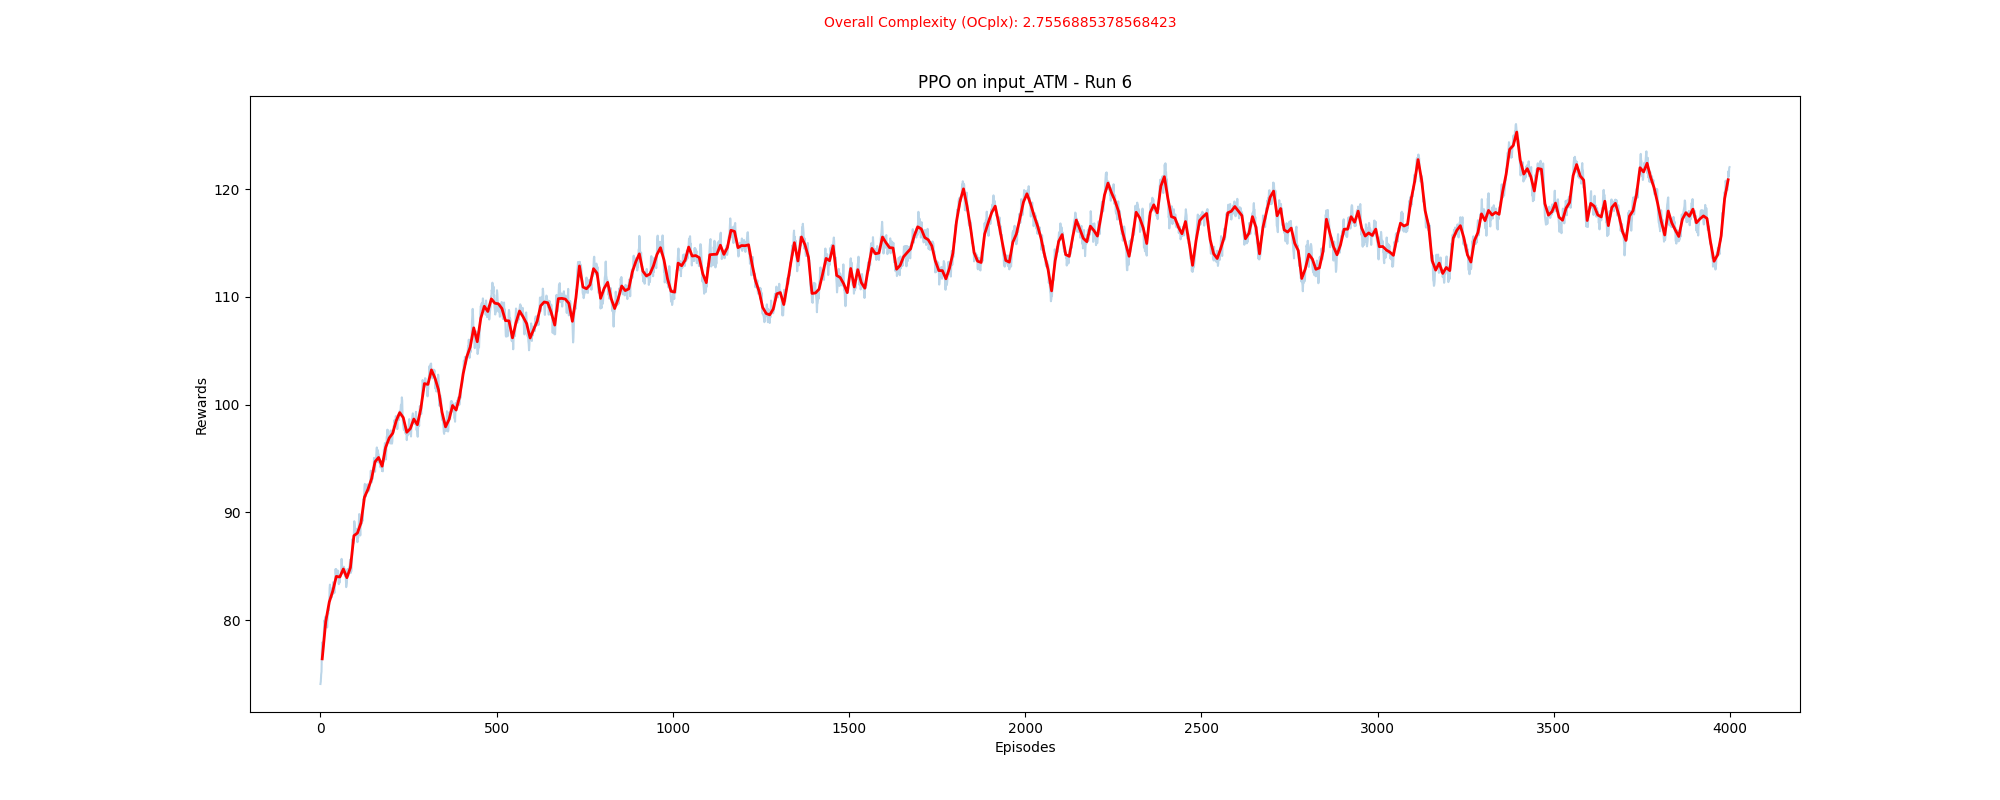 Overall Complexity (OCplx): 2.7556885378568423
PPO on input_ATM - Run 6
120
110
100
90
80
Rewards
0 500 1000 1500 2000 2500 3000 3500 4000
Episodes